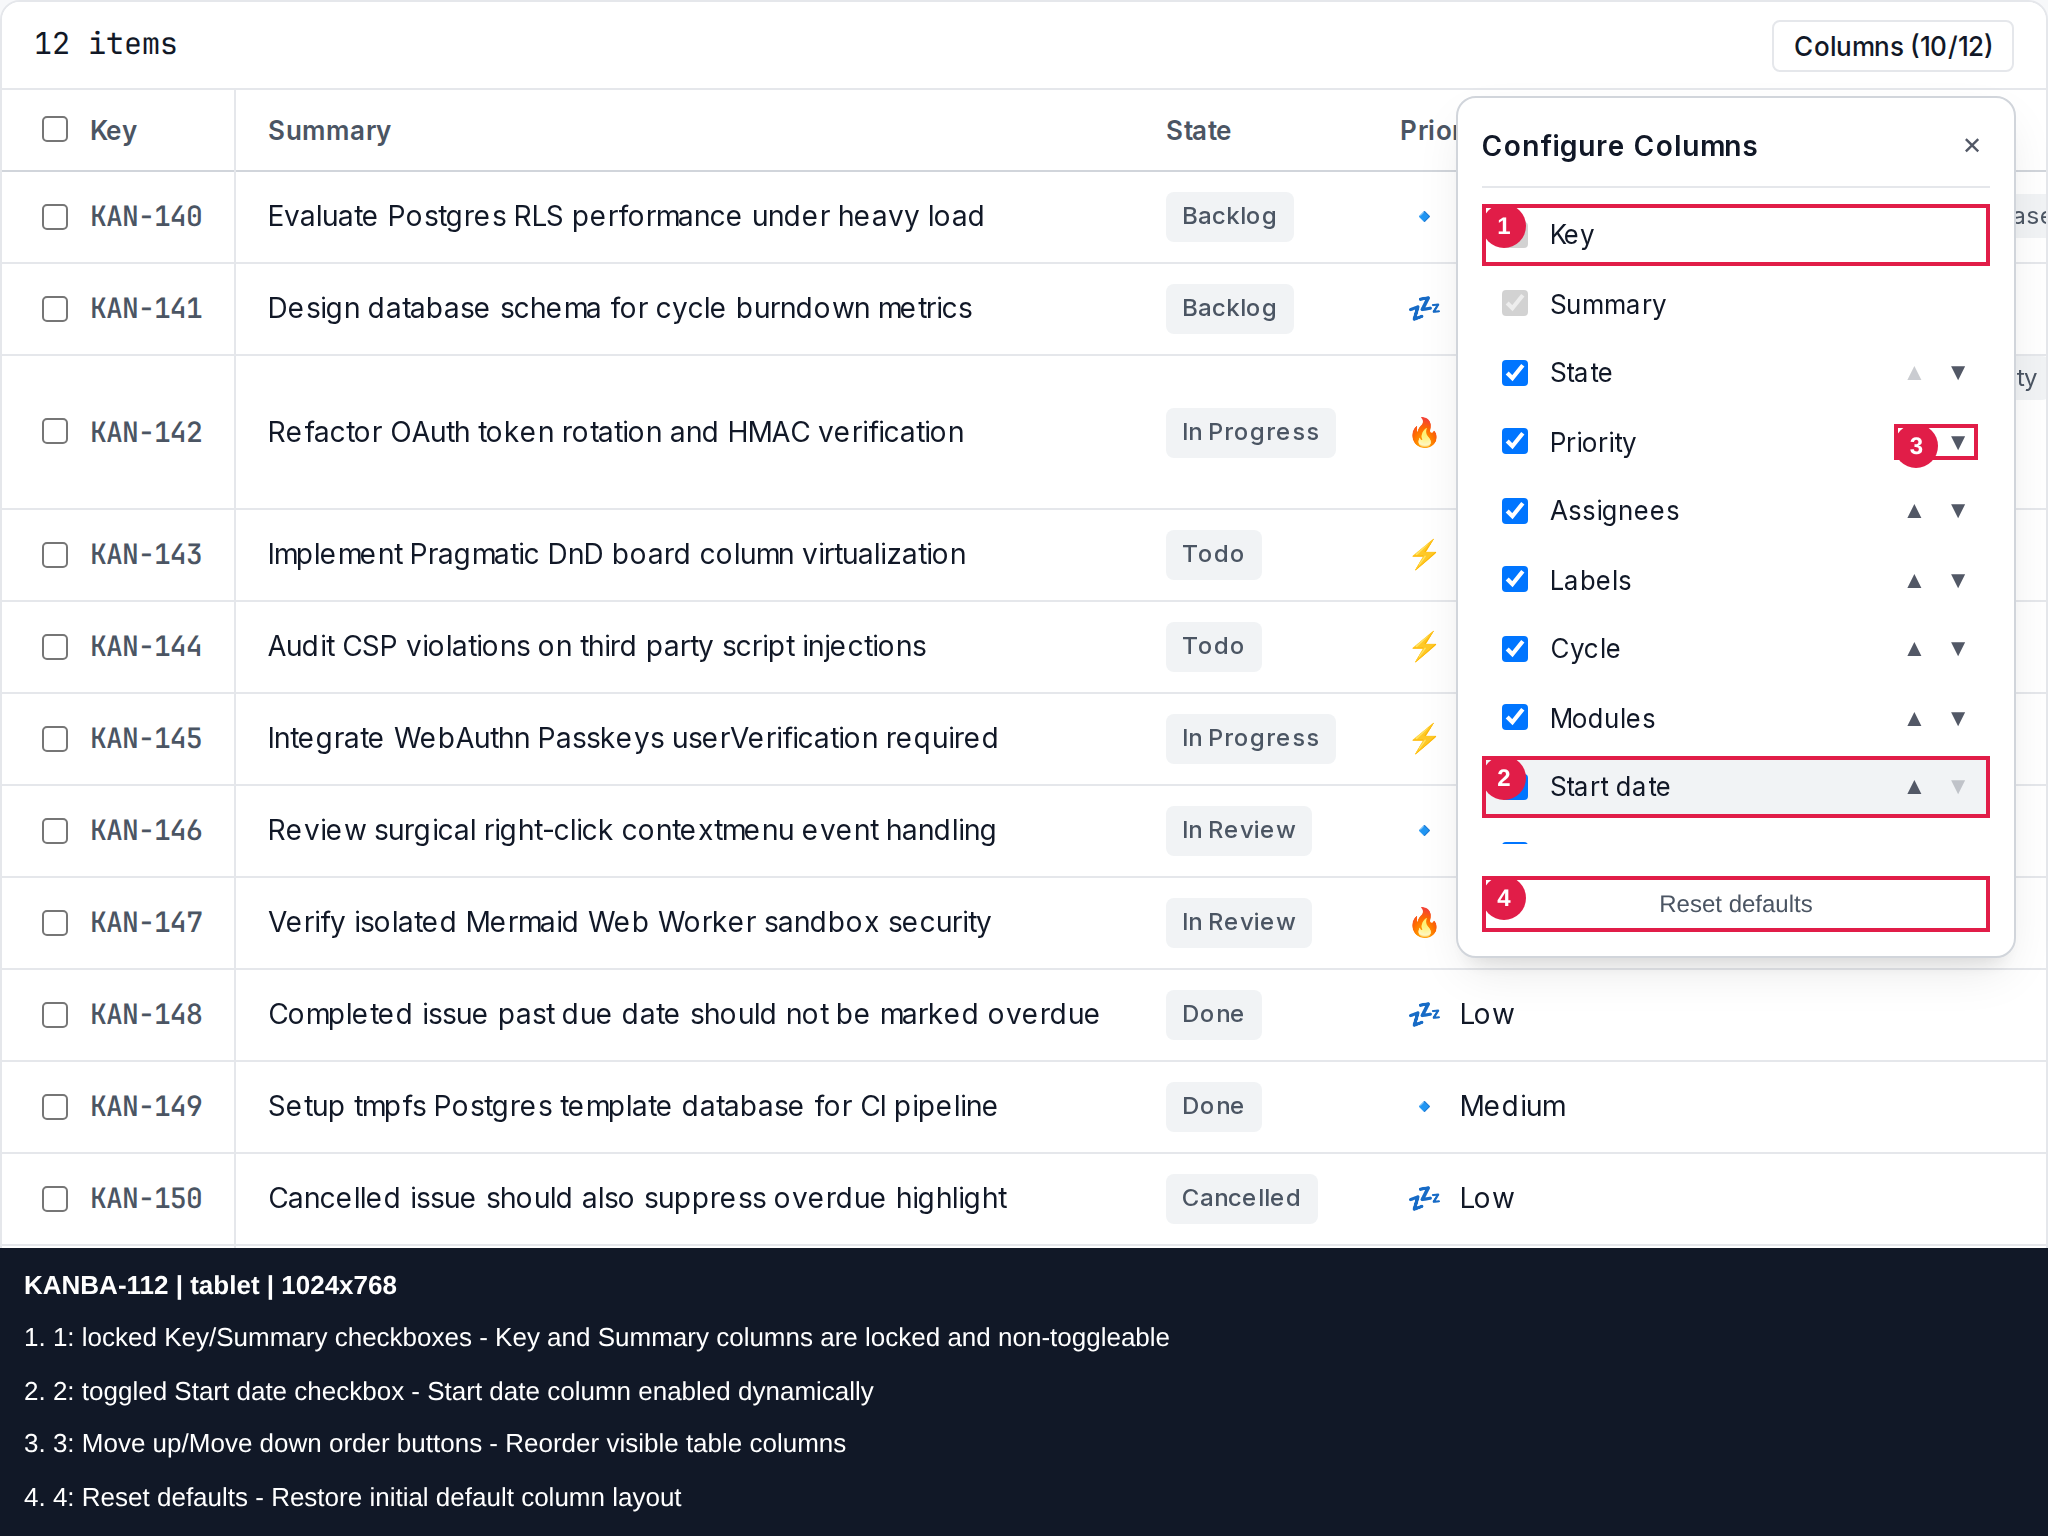 12 items
Columns (10/12)
Key Summary State
Configure Columns ×
KAN-140 Evaluate Postgres RLS performance under heavy load Backlog
1 Key
KAN-141 Design database schema for cycle burndown metrics Backlog
Summary
State
KAN-142 Refactor OAuth token rotation and HMAC verification In Progress
Priority 3
Assignees
KAN-143 Implement Pragmatic DnD board column virtualization Todo
Labels
KAN-144 Audit CSP violations on third party script injections Todo
Cycle
KAN-145 Integrate WebAuthn Passkeys userVerification required In Progress
Modules
2 Start date
KAN-146 Review surgical right-click contextmenu event handling In Review
4 Reset defaults
KAN-147 Verify isolated Mermaid Web Worker sandbox security In Review
KAN-148 Completed issue past due date should not be marked overdue Done Low
KAN-149 Setup tmpfs Postgres template database for CI pipeline Done Medium
KAN-150 Cancelled issue should also suppress overdue highlight Cancelled Low
KANBA-112 | tablet | 1024x768
1. 1: locked Key/Summary checkboxes - Key and Summary columns are locked and non-toggleable
2. 2: toggled Start date checkbox - Start date column enabled dynamically
3. 3: Move up/Move down order buttons - Reorder visible table columns
4. 4: Reset defaults - Restore initial default column layout